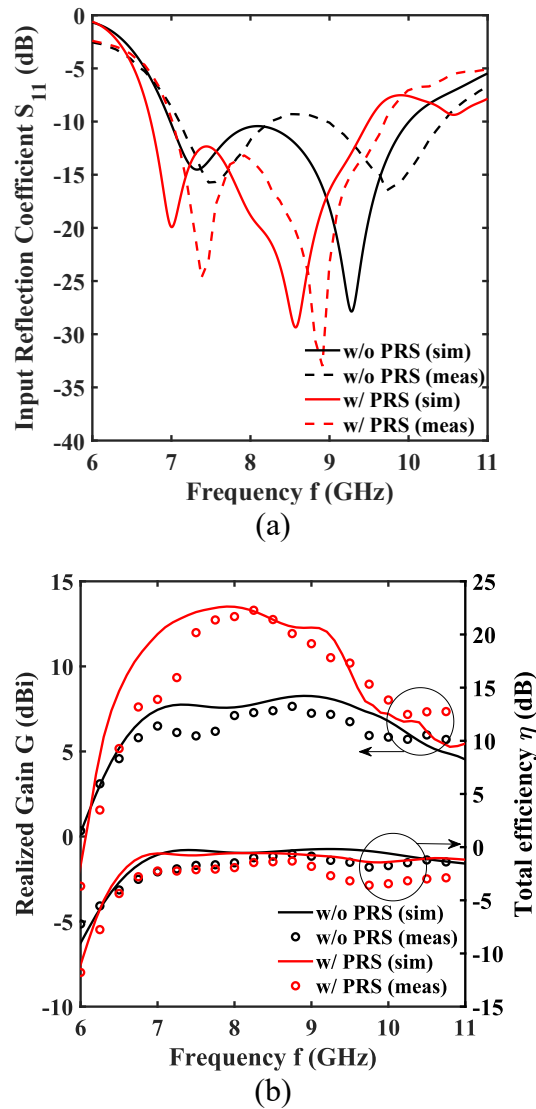 0
-5
-10
-15
-20
-25
-30
-35
-40
Input Reflection Coefficient S11 (dB)
w/o PRS (sim)
w/o PRS (meas)
w/ PRS (sim)
w/ PRS (meas)
6 7 8 9 10 11
Frequency f (GHz)
(a)
15
10
5
0
-5
-10
Realized Gain G (dBi)
25
20
15
10
5
0
-5
-10
-15
Total efficiency η (dB)
w/o PRS (sim)
w/o PRS (meas)
w/ PRS (sim)
w/ PRS (meas)
6 7 8 9 10 11
Frequency f (GHz)
(b)